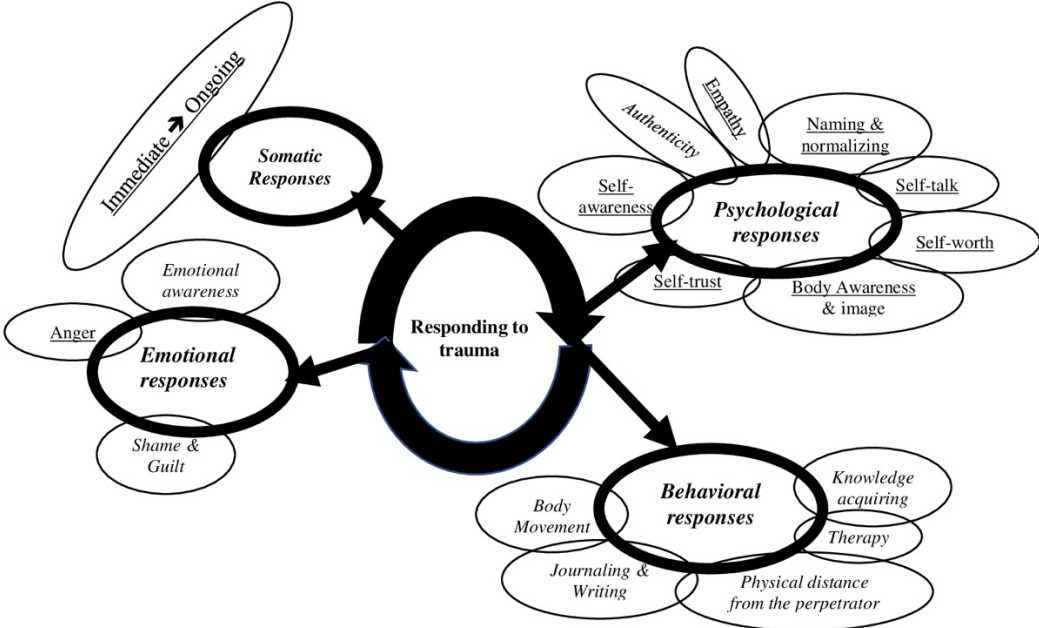 Immediate ➔ Ongoing
Somatic
Responses
Authenticity
Empathy
Naming &
normalizing
Self-
awareness
Self-talk
Psychological
responses
Self-worth
Self-trust
Body Awareness
& image
Emotional
awareness
Anger
Emotional
responses
Shame &
Guilt
Responding to
trauma
Behavioral
responses
Knowledge
acquiring
Body
Movement
Therapy
Journaling &
Writing
Physical distance
from the perpetrator